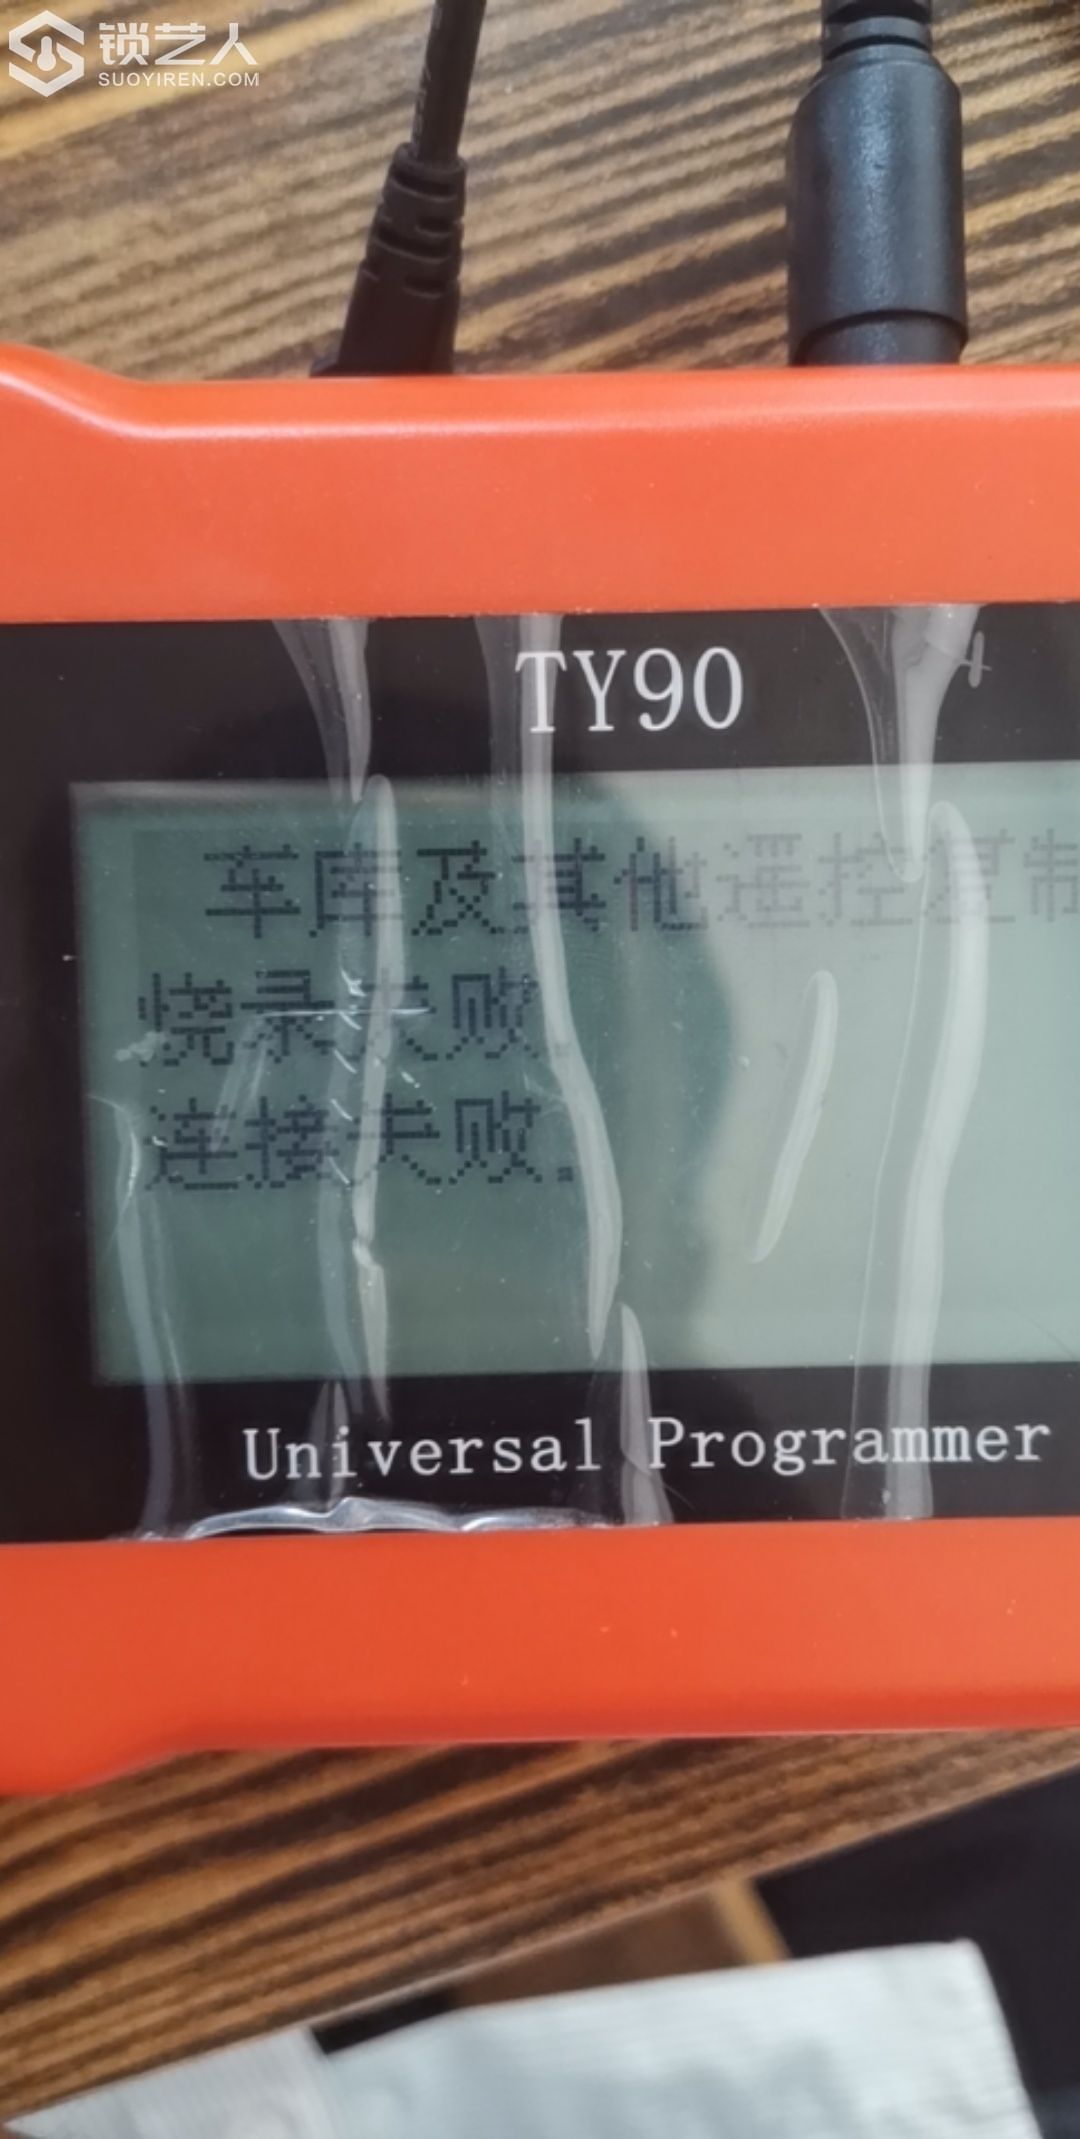 锁艺人
SUOYIREN.COM
TY90
车库及其他遥控复制
烧录失败.
连接失败.
Universal Programmer